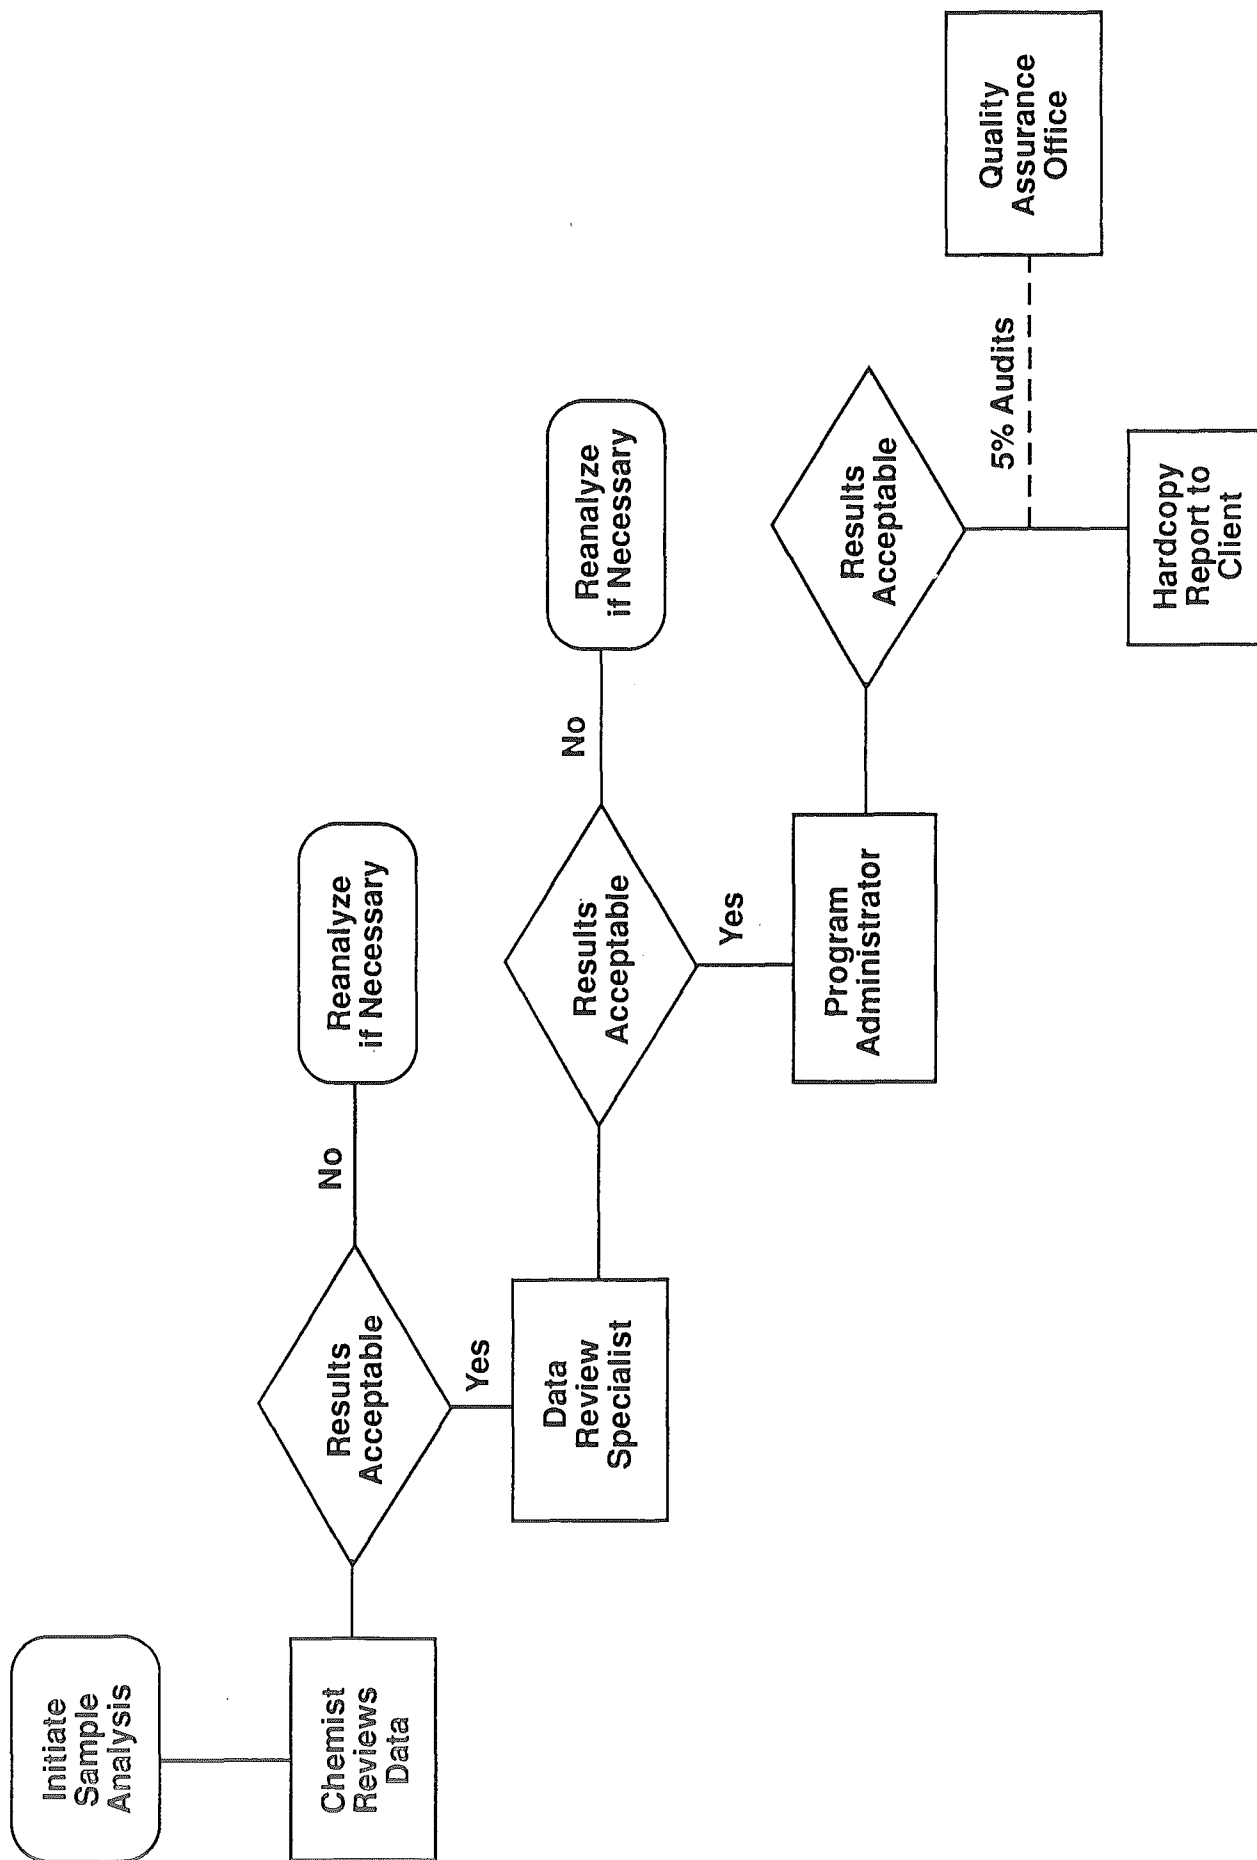 Initiate
Sample
Analysis
Chemist
Reviews
Data
Results
Acceptable
No
Reanalyze
if Necessary
Yes
Data
Review
Specialist
Results
Acceptable
No
Reanalyze
if Necessary
Yes
Program
Administrator
Results
Acceptable
5% Audits
Quality
Assurance
Office
Hardcopy
Report to
Client